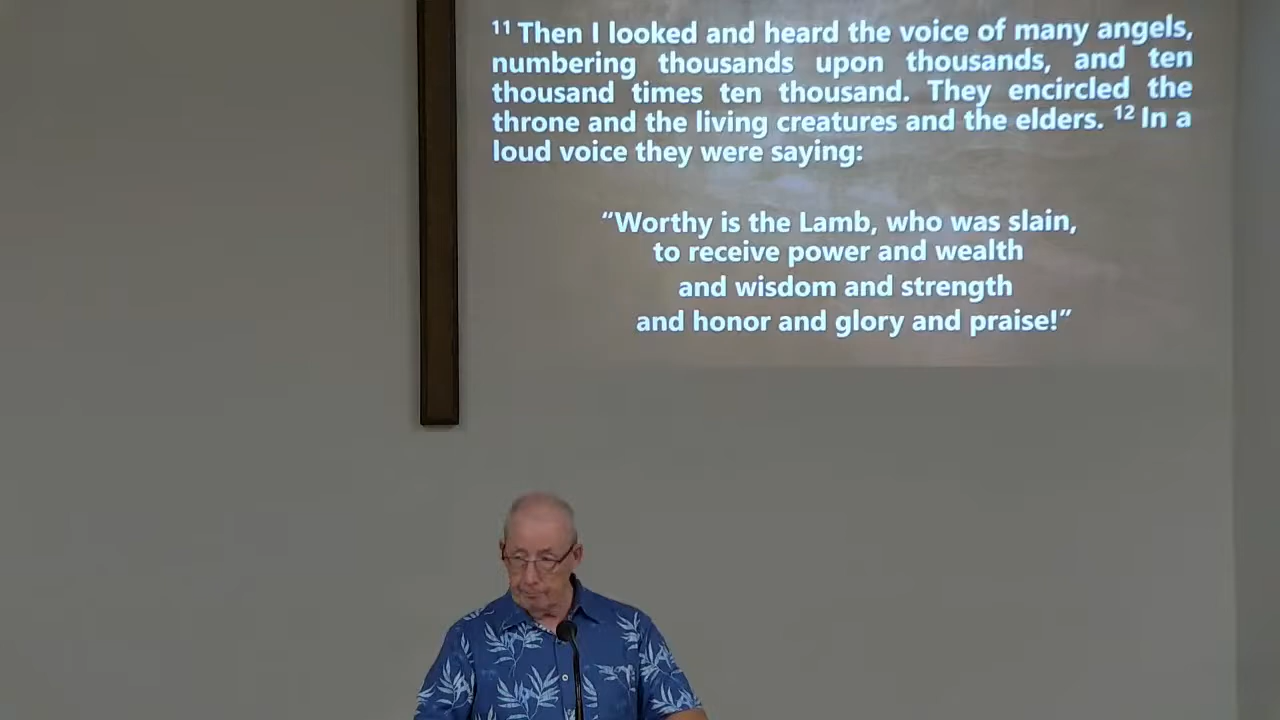 11 Then I looked and heard the voice of many angels,
numbering thousands upon thousands, and ten
thousand times ten thousand. They encircled the
throne and the living creatures and the elders. 12 In a
loud voice they were saying:
“Worthy is the Lamb, who was slain,
to receive power and wealth
and wisdom and strength
and honor and glory and praise!”